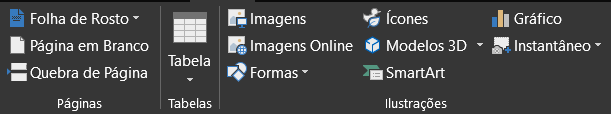 Folha de Rosto
Página em Branco
Quebra de Página
Páginas
Tabela
Tabelas
Imagens
Imagens Online
Formas
Ícones
Modelos 3D
SmartArt
Gráfico
Instantâneo
Ilustrações